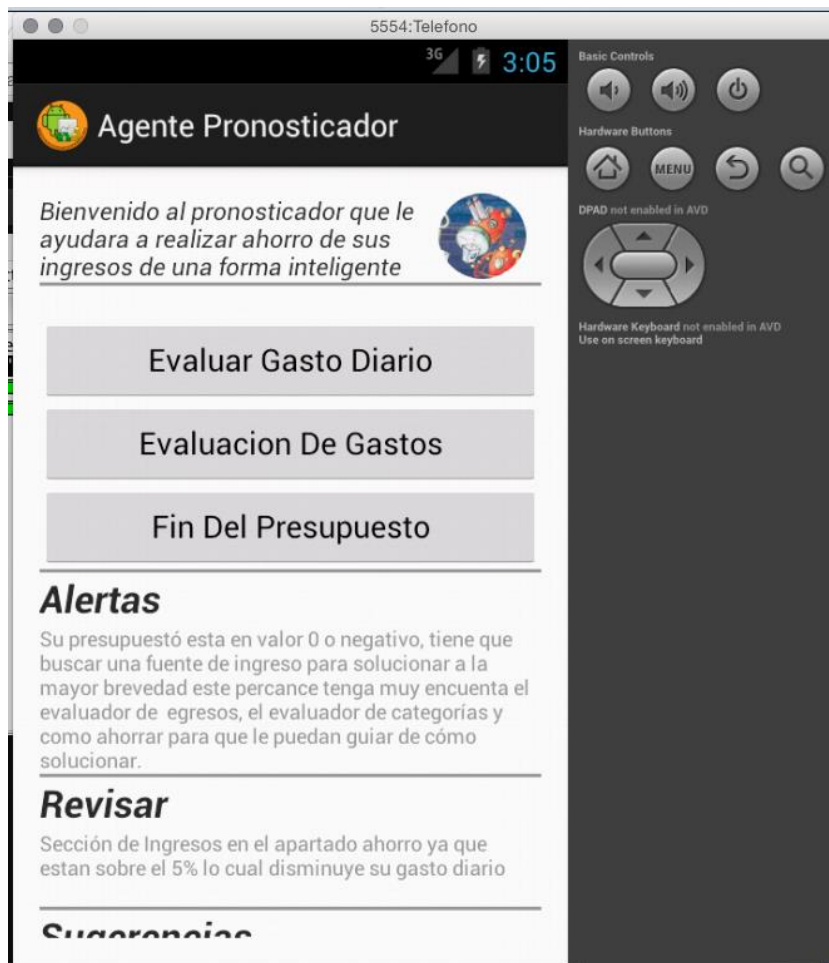 5554:Telefono
3G
3:05
Agente Pronosticador
Bienvenido al pronosticador que le
ayudara a realizar ahorro de sus
ingresos de una forma inteligente
Evaluar Gasto Diario
Evaluacion De Gastos
Fin Del Presupuesto
Alertas
Su presupuestó esta en valor 0 o negativo, tiene que
buscar una fuente de ingreso para solucionar a la
mayor brevedad este percance tenga muy encuenta el
evaluador de egresos, el evaluador de categorías y
como ahorrar para que le puedan guiar de cómo
solucionar.
Revisar
Sección de Ingresos en el apartado ahorro ya que
estan sobre el 5% lo cual disminuye su gasto diario
Sugerencias
Basic Controls
Hardware Buttons
MENU
DPAD not enabled in AVD
Hardware Keyboard not enabled in AVD
Use on screen keyboard